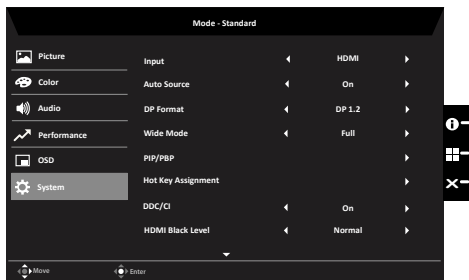 Mode - Standard
Picture
Color
Audio
Performance
OSD
System
Input HDMI
Auto Source On
DP Format DP 1.2
Wide Mode Full
PIP/PBP
Hot Key Assignment
DDC/CI On
HDMI Black Level Normal
Move Enter